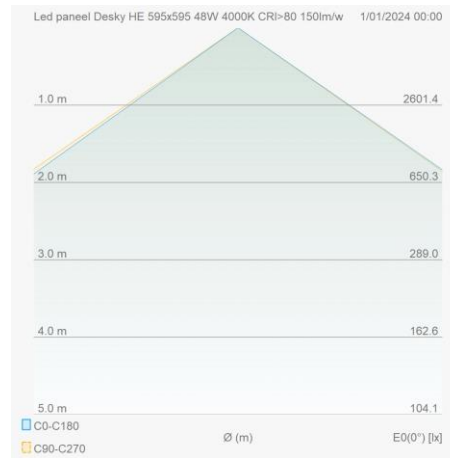 Led paneel Desky HE 595x595 48W 4000K CRI>80 150lm/w 1/01/2024 00:00
1.0 m 2601.4
2.0 m 650.3
3.0 m 289.0
4.0 m 162.6
5.0 m 104.1
C0-C180
Ø (m) E0(0°) [lx]
C90-C270